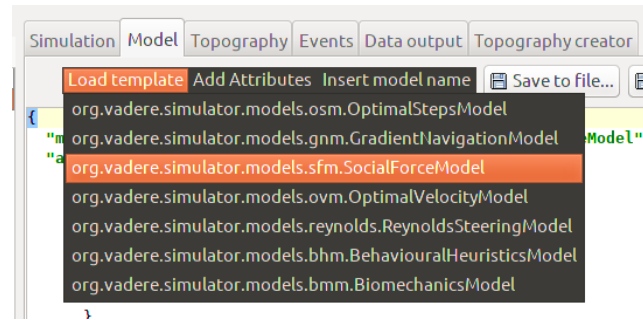 Simulation Model Topography Events Data output Topography creator
Load template Add Attributes Insert model name Save to file...
{
org.vadere.simulator.models.osm.OptimalStepsModel
"m
org.vadere.simulator.models.gnm.GradientNavigationModel
Model"
"a
org.vadere.simulator.models.sfm.SocialForceModel
org.vadere.simulator.models.ovm.OptimalVelocityModel
org.vadere.simulator.models.reynolds.ReynoldsSteeringModel
org.vadere.simulator.models.bhm.BehaviouralHeuristicsModel
org.vadere.simulator.models.bmm.BiomechanicsModel
}